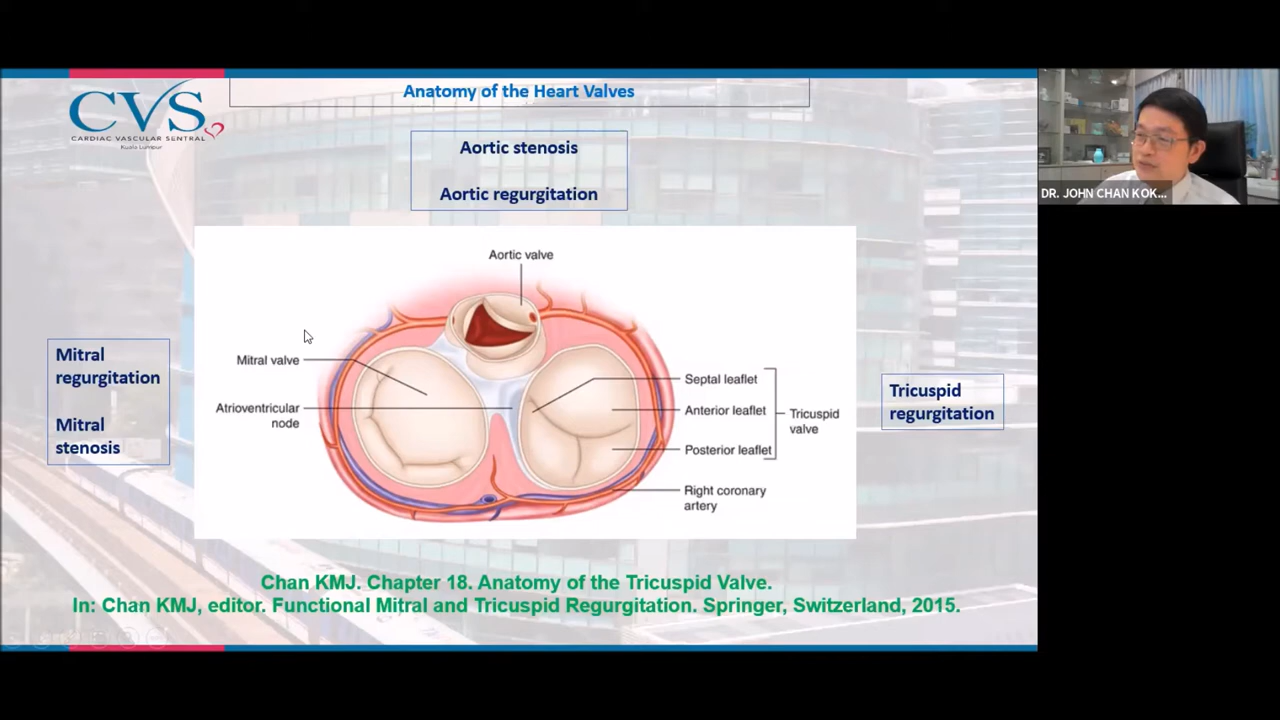 CVS
CARDIAC VASCULAR SENTRAL
Kuala Lumpur
Anatomy of the Heart Valves
Aortic stenosis
Aortic regurgitation
DR. JOHN CHAN KOK...
Aortic valve
Mitral valve
Atrioventricular
node
Septal leaflet
Anterior leaflet
Posterior leaflet
Tricuspid
valve
Right coronary
artery
Mitral
regurgitation
Mitral
stenosis
Tricuspid
regurgitation
Chan KMJ. Chapter 18. Anatomy of the Tricuspid Valve.
In: Chan KMJ, editor. Functional Mitral and Tricuspid Regurgitation. Springer, Switzerland, 2015.